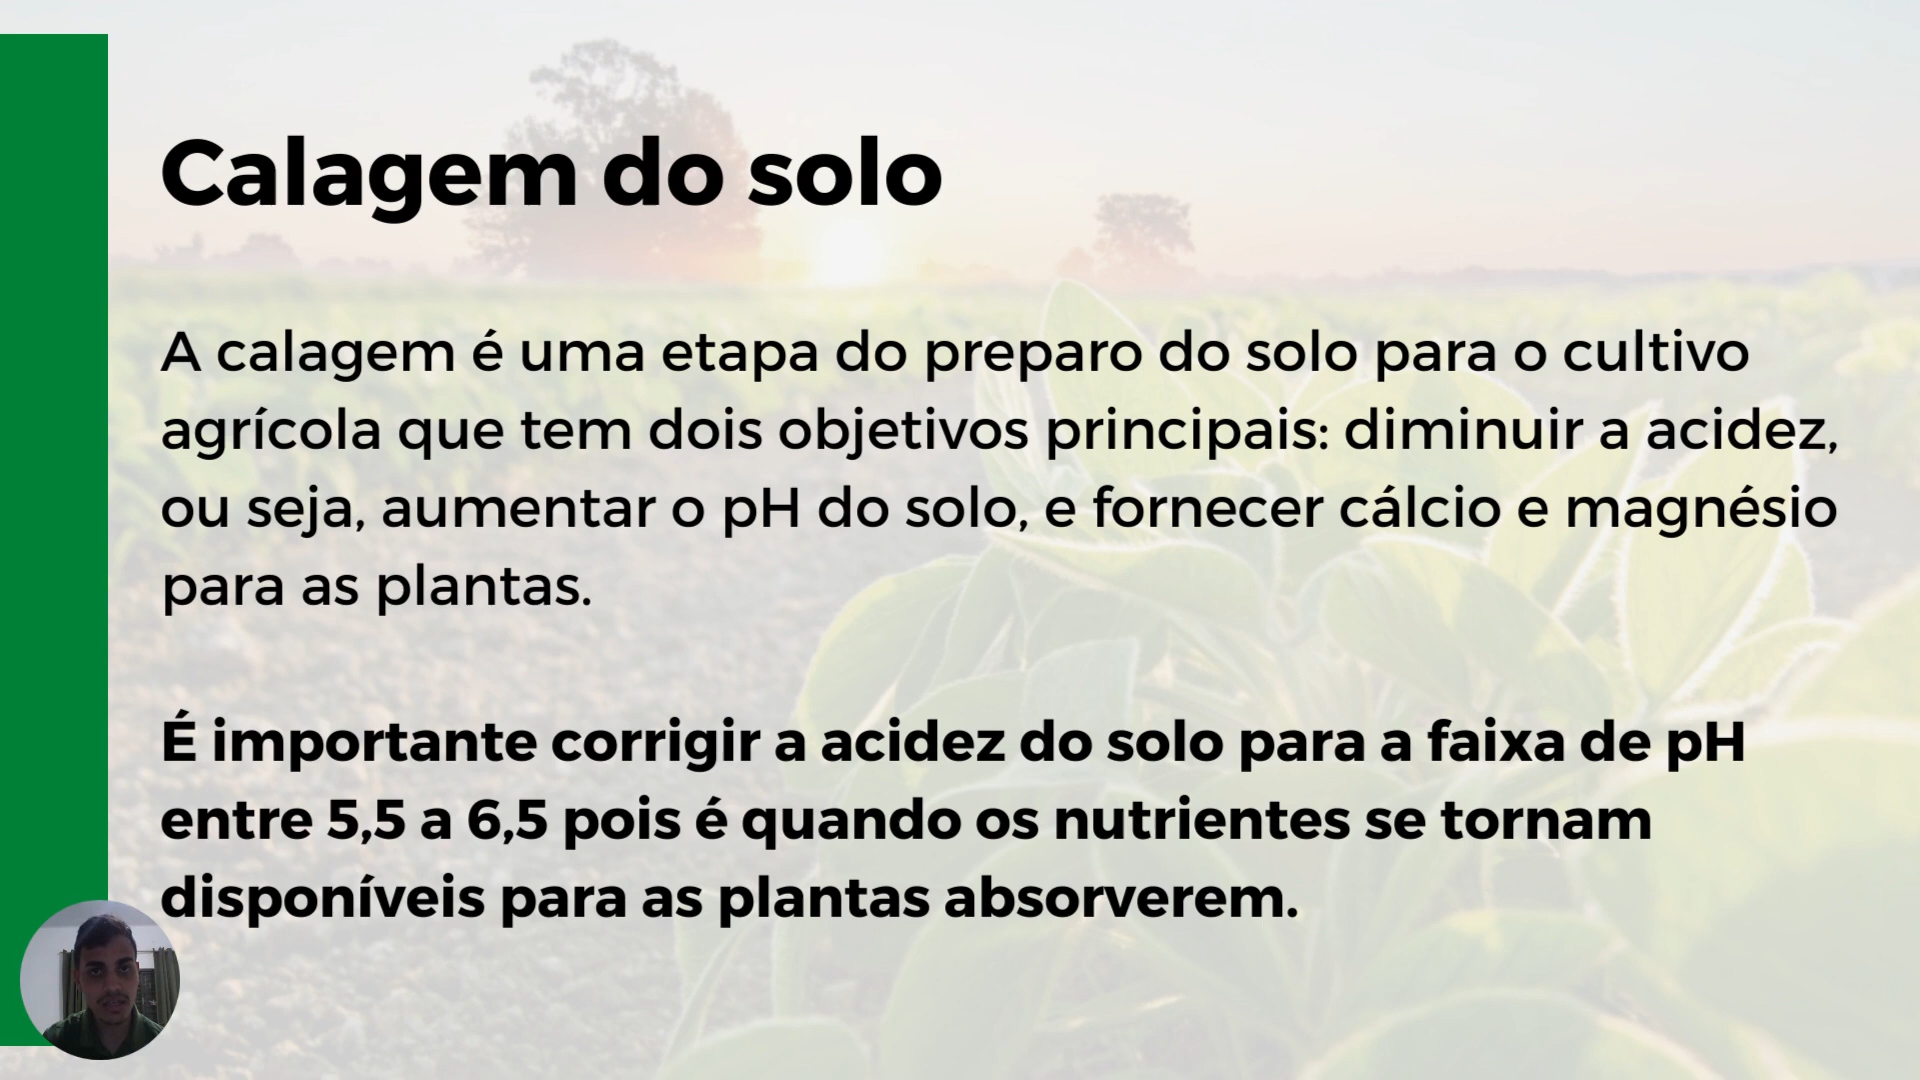 Calagem do solo
A calagem é uma etapa do preparo do solo para o cultivo
agrícola que tem dois objetivos principais: diminuir a acidez,
ou seja, aumentar o pH do solo, e fornecer cálcio e magnésio
para as plantas.
É importante corrigir a acidez do solo para a faixa de pH
entre 5,5 a 6,5 pois é quando os nutrientes se tornam
disponíveis para as plantas absorverem.